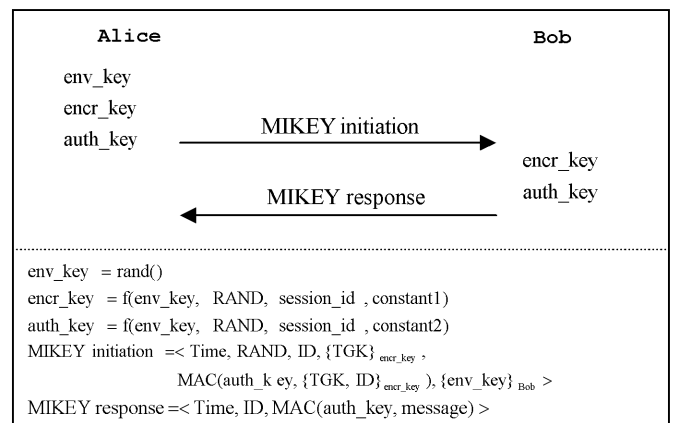 Alice Bob
env_key
encr_key
auth_key
MIKEY initiation
encr_key
auth_key
MIKEY response
env_key = rand()
encr_key = f(env_key, RAND, session_id ,constant1)
auth_key = f(env_key, RAND, session_id ,constant2)
MIKEY initiation =< Time, RAND, ID, {TGK} encr_key ,
MAC(auth_k ey, {TGK, ID} encr_key ), {env_key} Bob >
MIKEY response =< Time, ID, MAC(auth_key, message) >